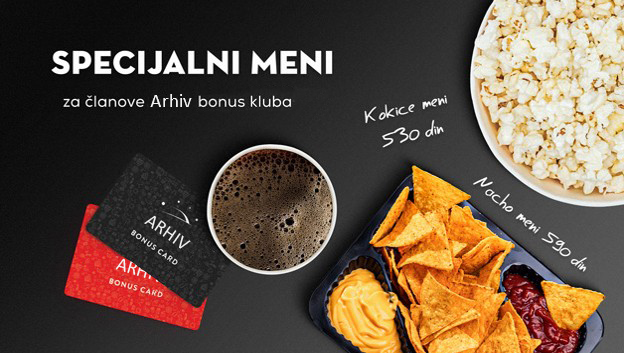 SPECIJALNI MENI
za članove Arhiv bonus kluba
Kokice meni
530 din
Nacho meni 590 din
ARHIV
BONUS CARD
ARHIV
BONUS CARD